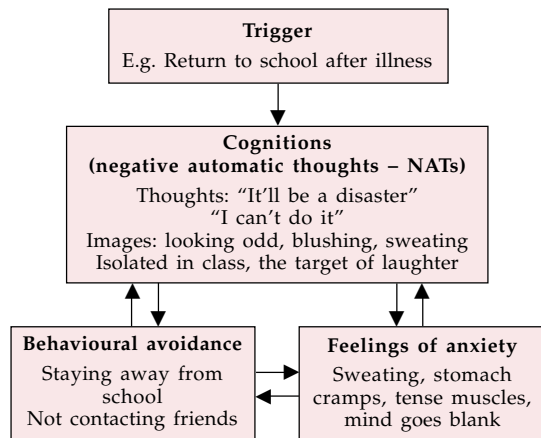 Trigger
E.g. Return to school after illness
Cognitions
(negative automatic thoughts – NATs)
Thoughts: “It’ll be a disaster”
“I can’t do it”
Images: looking odd, blushing, sweating
Isolated in class, the target of laughter
Behavioural avoidance
Staying away from
school
Not contacting friends
Feelings of anxiety
Sweating, stomach
cramps, tense muscles,
mind goes blank